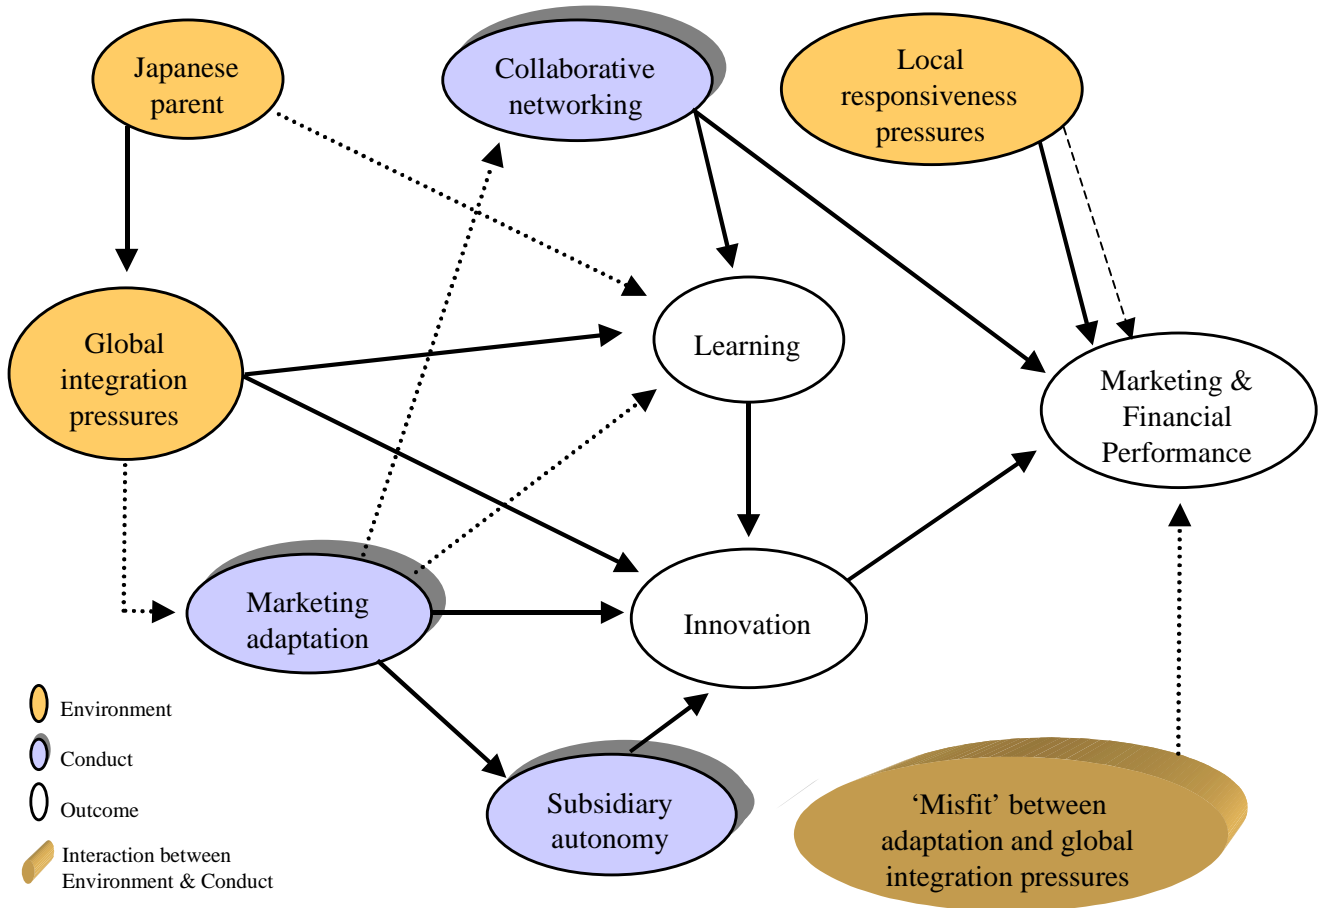 Japanese
parent
Collaborative
networking
Local
responsiveness
pressures
Global
integration
pressures
Learning
Marketing &
Financial
Performance
Marketing
adaptation
Innovation
Subsidiary
autonomy
‘Misfit’ between
adaptation and global
integration pressures
Environment
Conduct
Outcome
Interaction between
Environment & Conduct